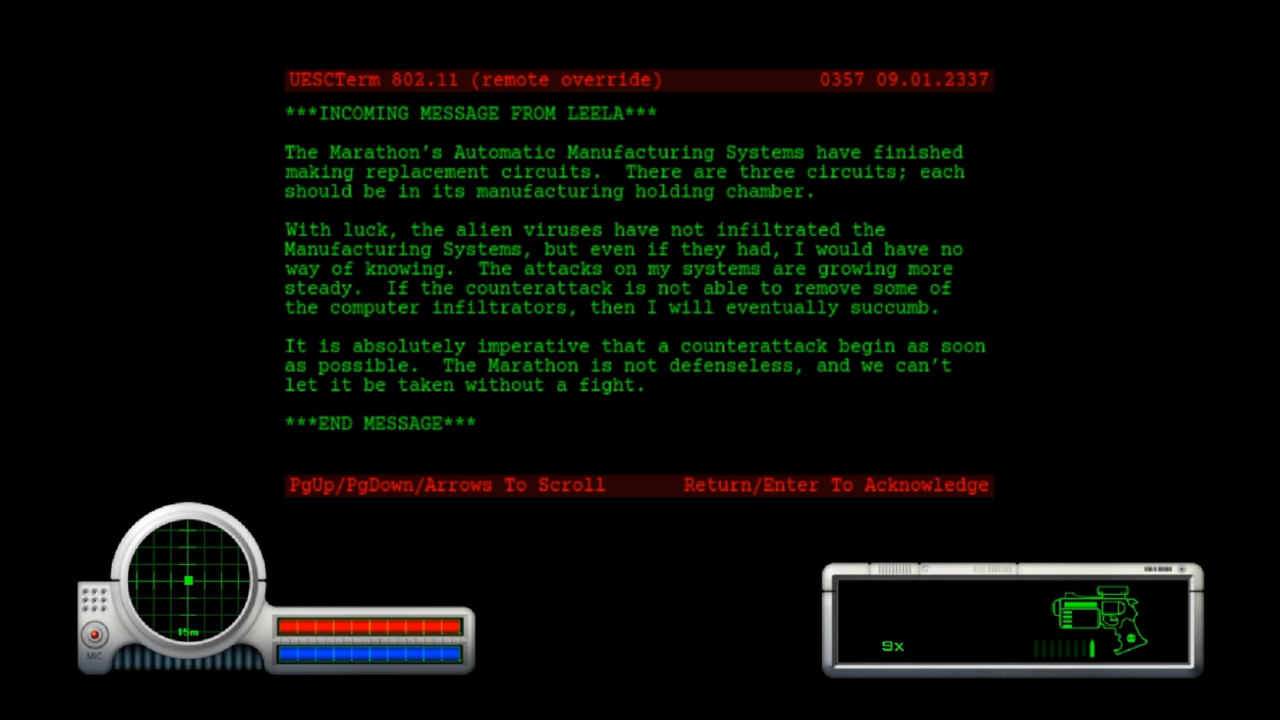 UESCTerm 802.11 (remote override) 0357 09.01.2337
***INCOMING MESSAGE FROM LEELA***
The Marathon's Automatic Manufacturing Systems have finished
making replacement circuits.  There are three circuits; each
should be in its manufacturing holding chamber.
With luck, the alien viruses have not infiltrated the
Manufacturing Systems, but even if they had, I would have no
way of knowing.  The attacks on my systems are growing more
steady.  If the counterattack is not able to remove some of
the computer infiltrators, then I will eventually succumb.
It is absolutely imperative that a counterattack begin as soon
as possible.  The Marathon is not defenseless, and we can't
let it be taken without a fight.
***END MESSAGE***
PgUp/PgDown/Arrows To Scroll Return/Enter To Acknowledge
15m
MIC
9x